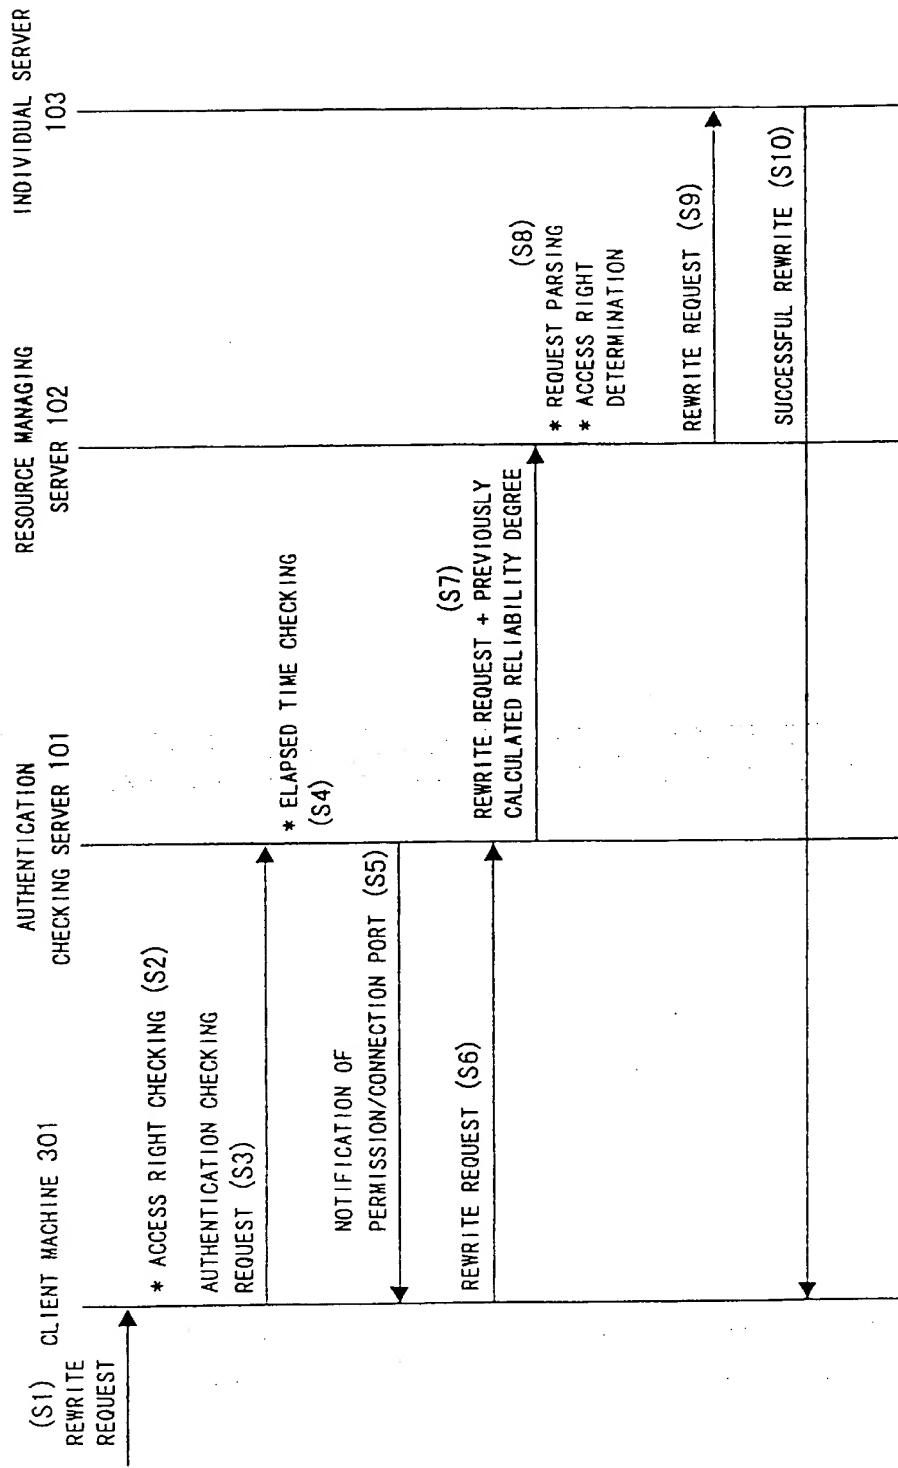 (S1)
REWRITE
REQUEST
CLIENT MACHINE 301
AUTHENTICATION
CHECKING SERVER 101
RESOURCE MANAGING
SERVER 102
INDIVIDUAL SERVER
103
* ACCESS RIGHT CHECKING (S2)
AUTHENTICATION CHECKING
REQUEST (S3)
* ELAPSED TIME CHECKING
(S4)
NOTIFICATION OF
PERMISSION/CONNECTION PORT (S5)
REWRITE REQUEST (S6)
(S7)
REWRITE REQUEST + PREVIOUSLY
CALCULATED RELIABILITY DEGREE
(S8)
* REQUEST PARSING
* ACCESS RIGHT
DETERMINATION
REWRITE REQUEST (S9)
SUCCESSFUL REWRITE (S10)